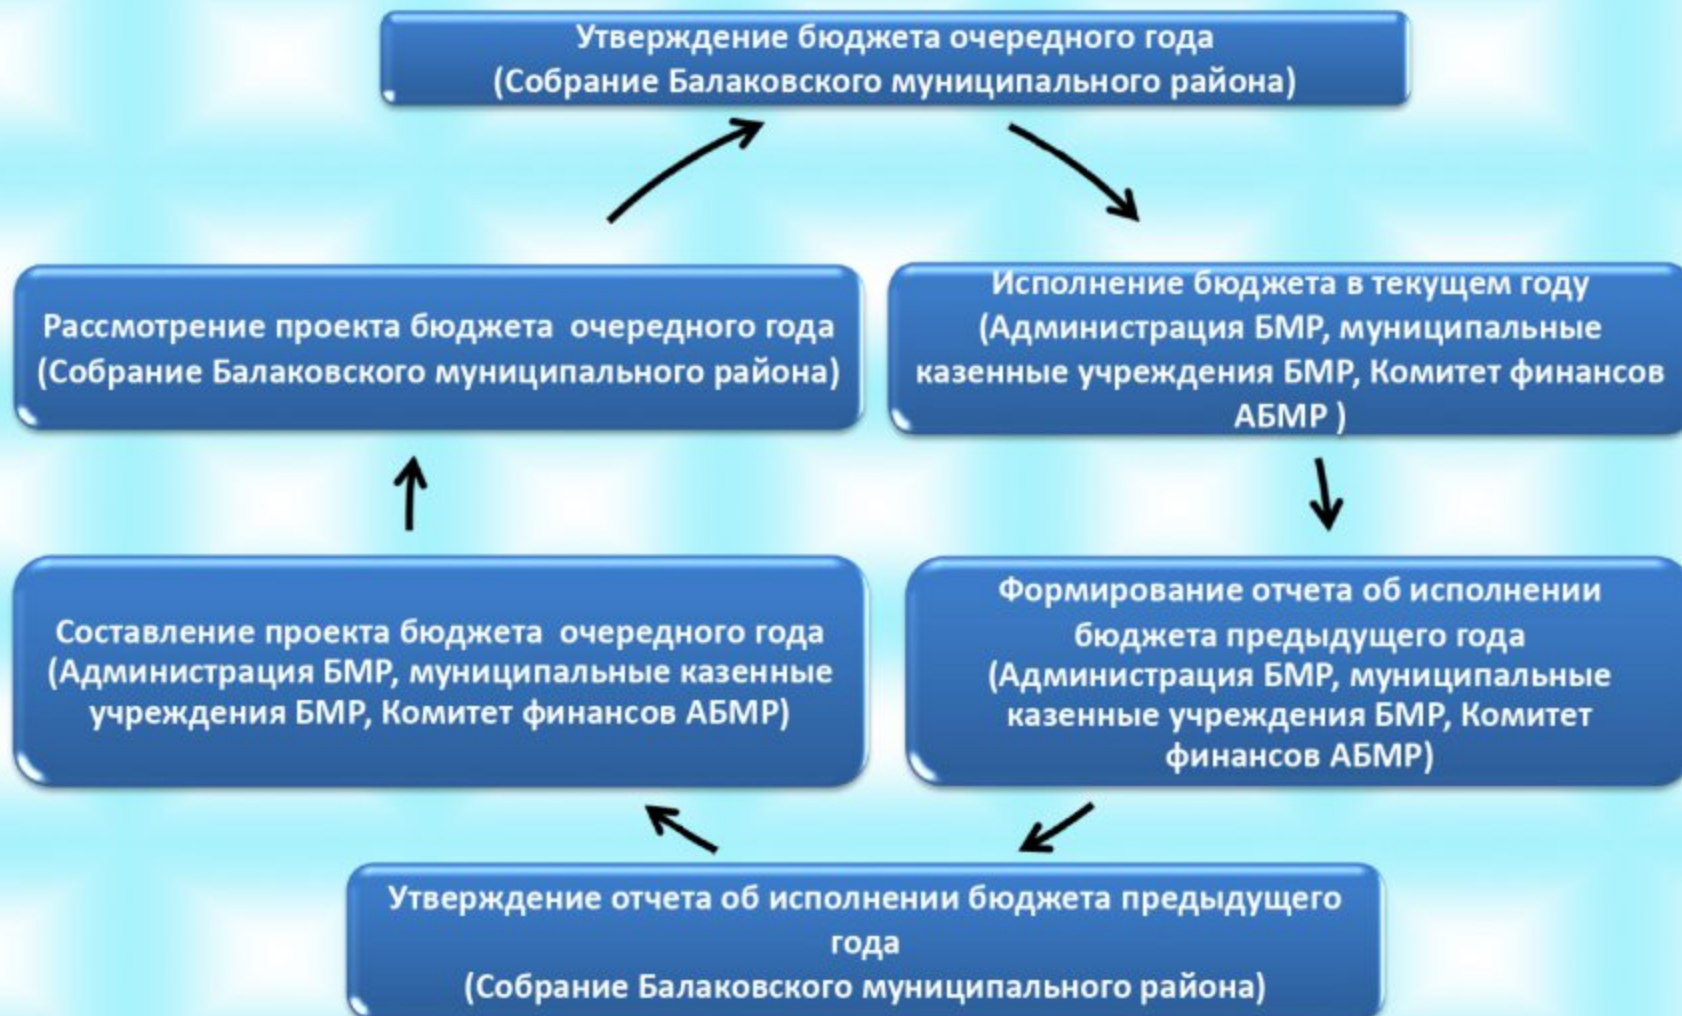 Утверждение бюджета очередного года
(Собрание Балаковского муниципального района)
Рассмотрение проекта бюджета очередного года
(Собрание Балаковского муниципального района)
Исполнение бюджета в текущем году
(Администрация БМР, муниципальные
казенные учреждения БМР, Комитет финансов
АБМР )
Составление проекта бюджета очередного года
(Администрация БМР, муниципальные казенные
учреждения БМР, Комитет финансов АБМР)
Формирование отчета об исполнении
бюджета предыдущего года
(Администрация БМР, муниципальные
казенные учреждения БМР, Комитет
финансов АБМР)
Утверждение отчета об исполнении бюджета предыдущего
года
(Собрание Балаковского муниципального района)